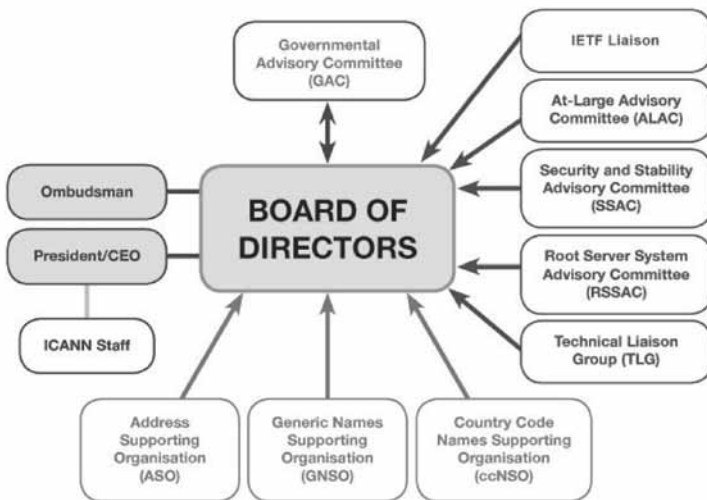 Governmental
Advisory Committee
(GAC)
IETF Liaison
At-Large Advisory
Committee (ALAC)
Security and Stability
Advisory Committee
(SSAC)
Root Server System
Advisory Committee
(RSSAC)
Technical Liaison
Group (TLG)
Ombudsman
President/CEO
ICANN Staff
BOARD OF
DIRECTORS
Address
Supporting
Organisation
(ASO)
Generic Names
Supporting
Organisation
(GNSO)
Country Code
Names Supporting
Organisation
(ccNSO)